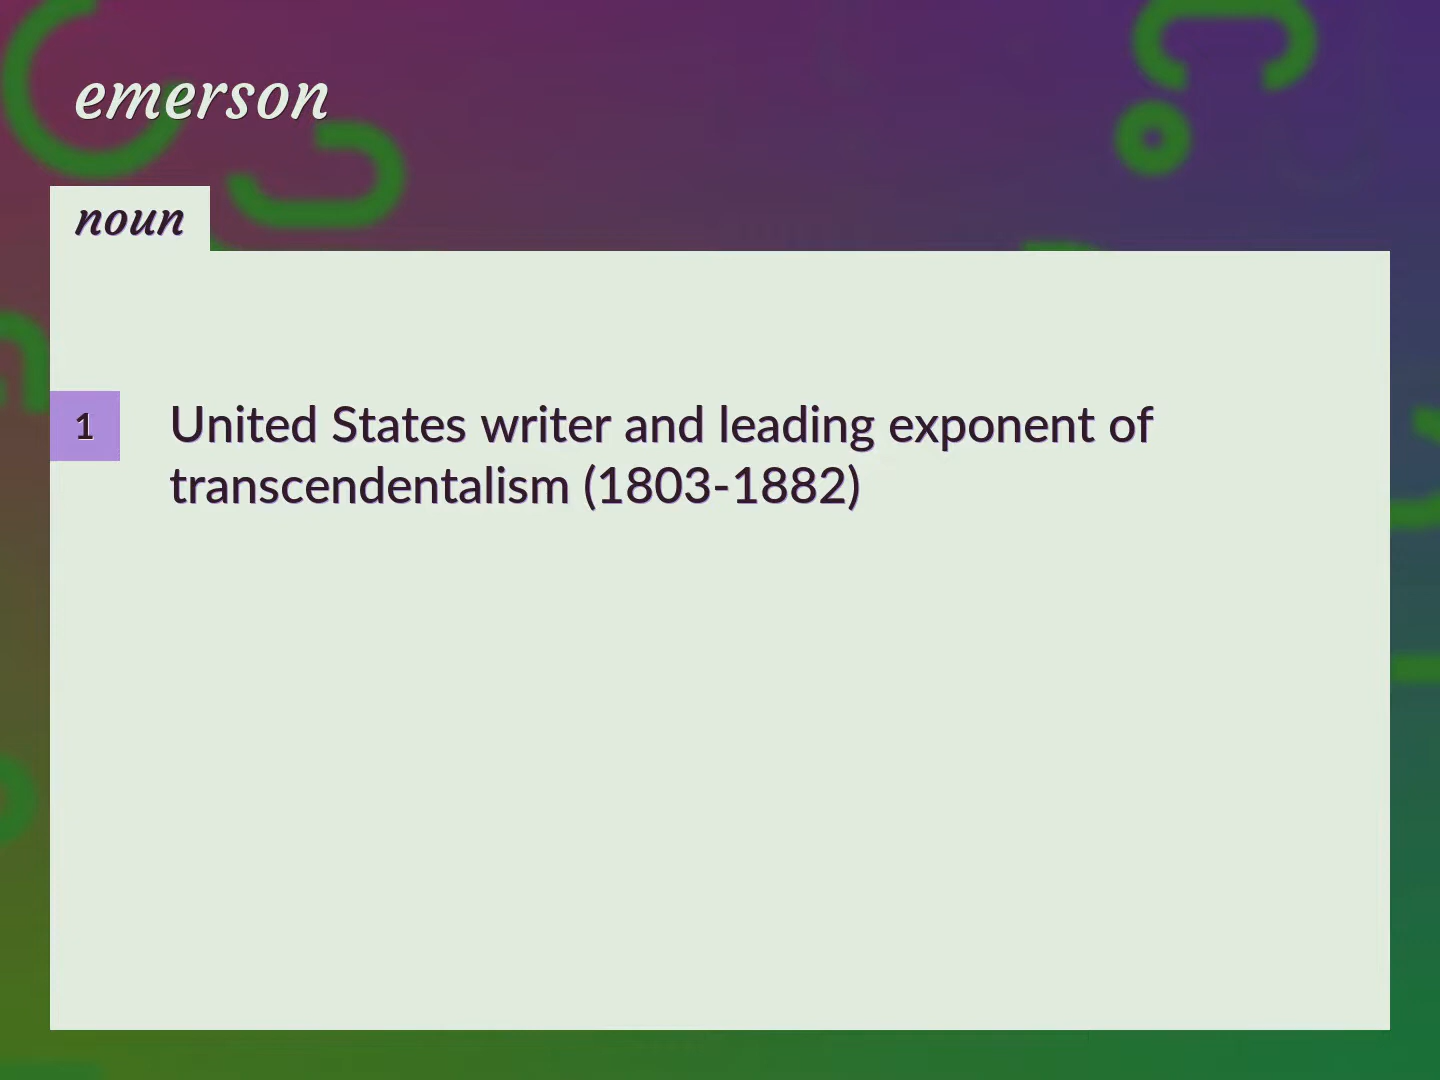 emerson
noun
1
United States writer and leading exponent of
transcendentalism (1803-1882)